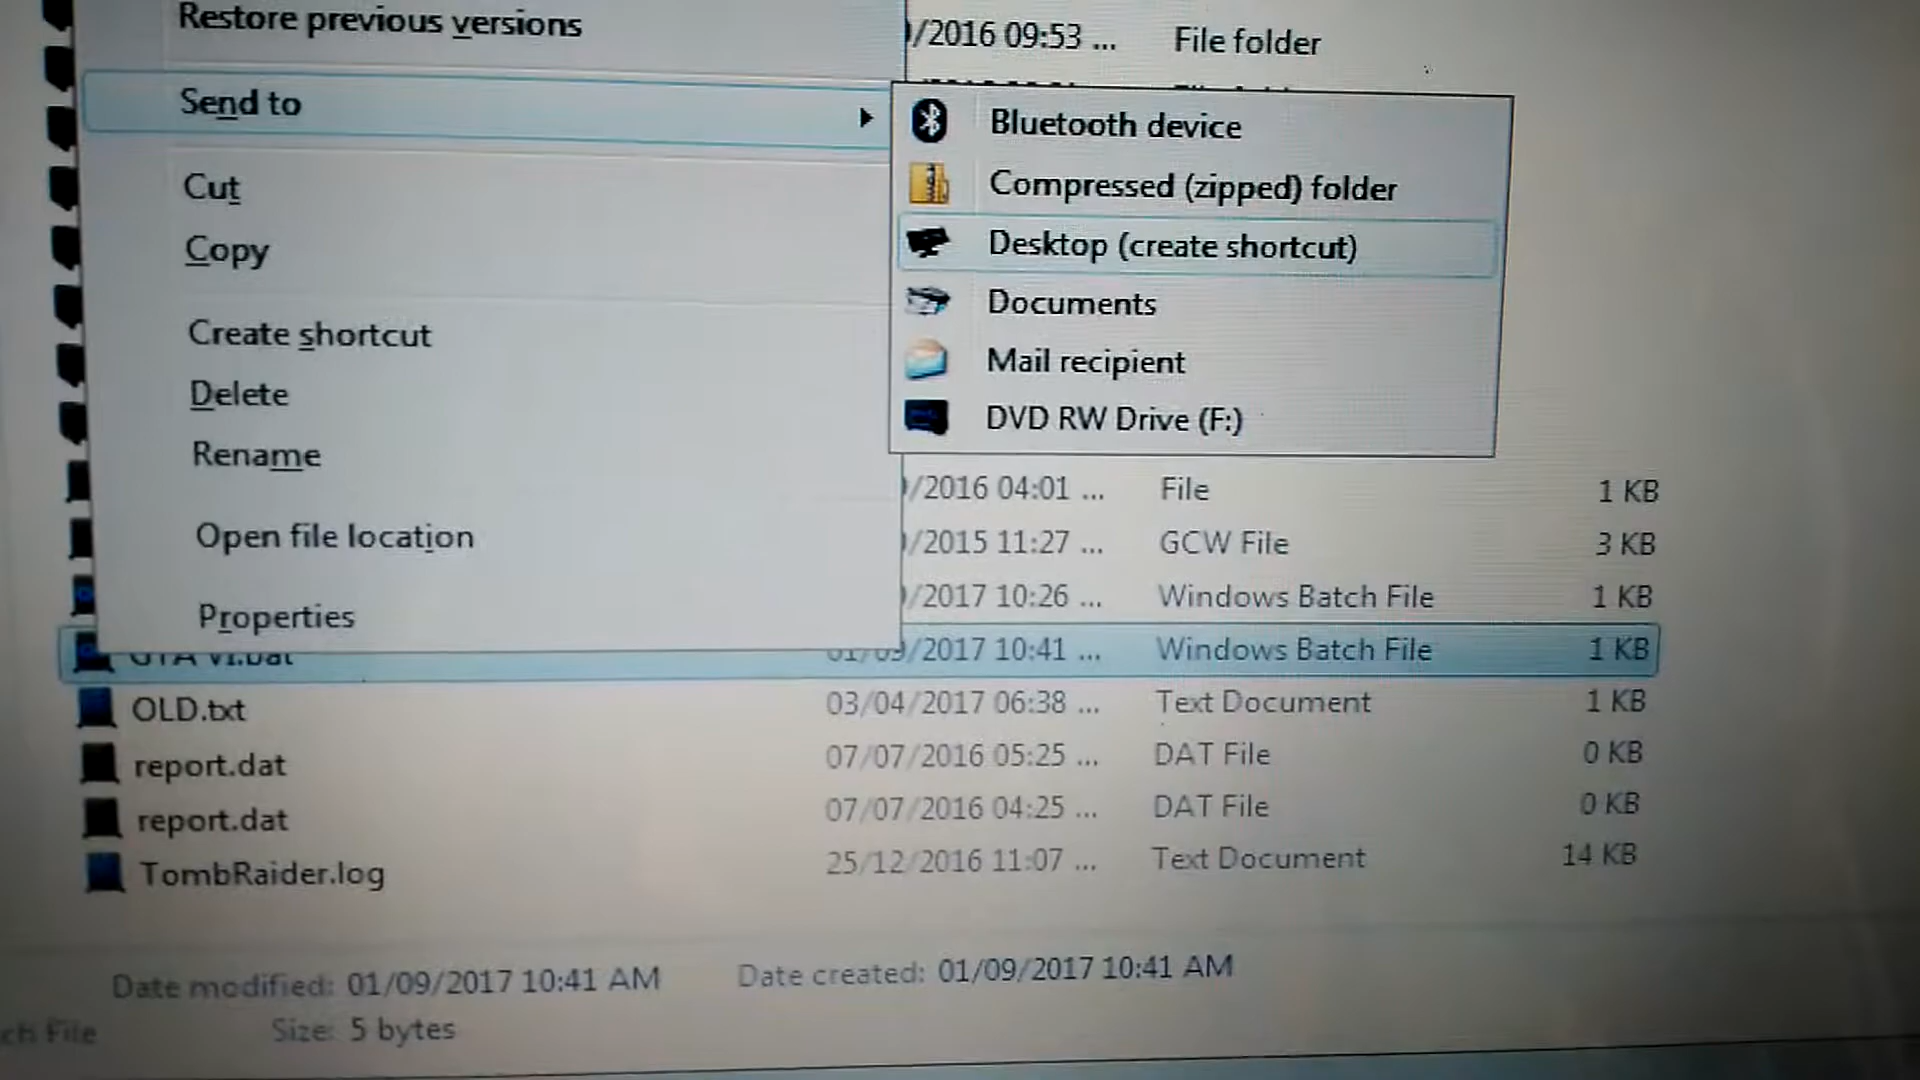 Restore previous versions
Send to
Cut
Copy
Create shortcut
Delete
Rename
Open file location
Properties
Bluetooth device
Compressed (zipped) folder
Desktop (create shortcut)
Documents
Mail recipient
DVD RW Drive (F:)
/2016 09:53 ... File folder
/2016 04:01 ... File 1 KB
/2015 11:27 ... GCW File 3 KB
/2017 10:26 ... Windows Batch File 1 KB
GTA VI.bat 01/09/2017 10:41 ... Windows Batch File 1 KB
OLD.txt 03/04/2017 06:38 ... Text Document 1 KB
report.dat 07/07/2016 05:25 ... DAT File 0 KB
report.dat 07/07/2016 04:25 ... DAT File 0 KB
TombRaider.log 25/12/2016 11:07 ... Text Document 14 KB
Date modified: 01/09/2017 10:41 AM Date created: 01/09/2017 10:41 AM
ch File Size: 5 bytes